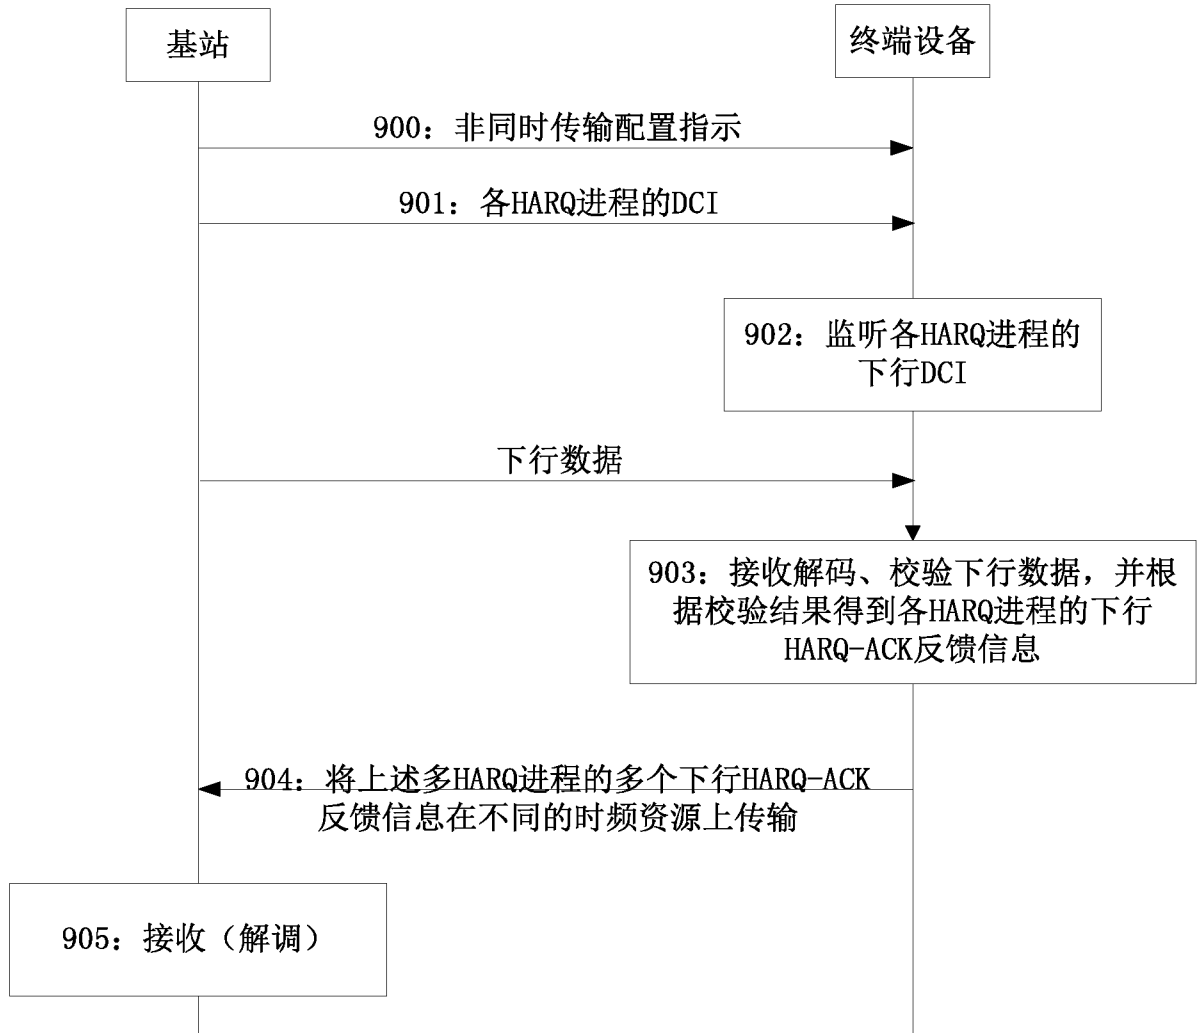 基站
终端设备
900：非同时传输配置指示
901：各HARQ进程的DCI
902：监听各HARQ进程的
下行DCI
下行数据
903：接收解码、校验下行数据，并根
据校验结果得到各HARQ进程的下行
HARQ-ACK反馈信息
904：将上述多HARQ进程的多个下行HARQ-ACK
反馈信息在不同的时频资源上传输
905：接收（解调）